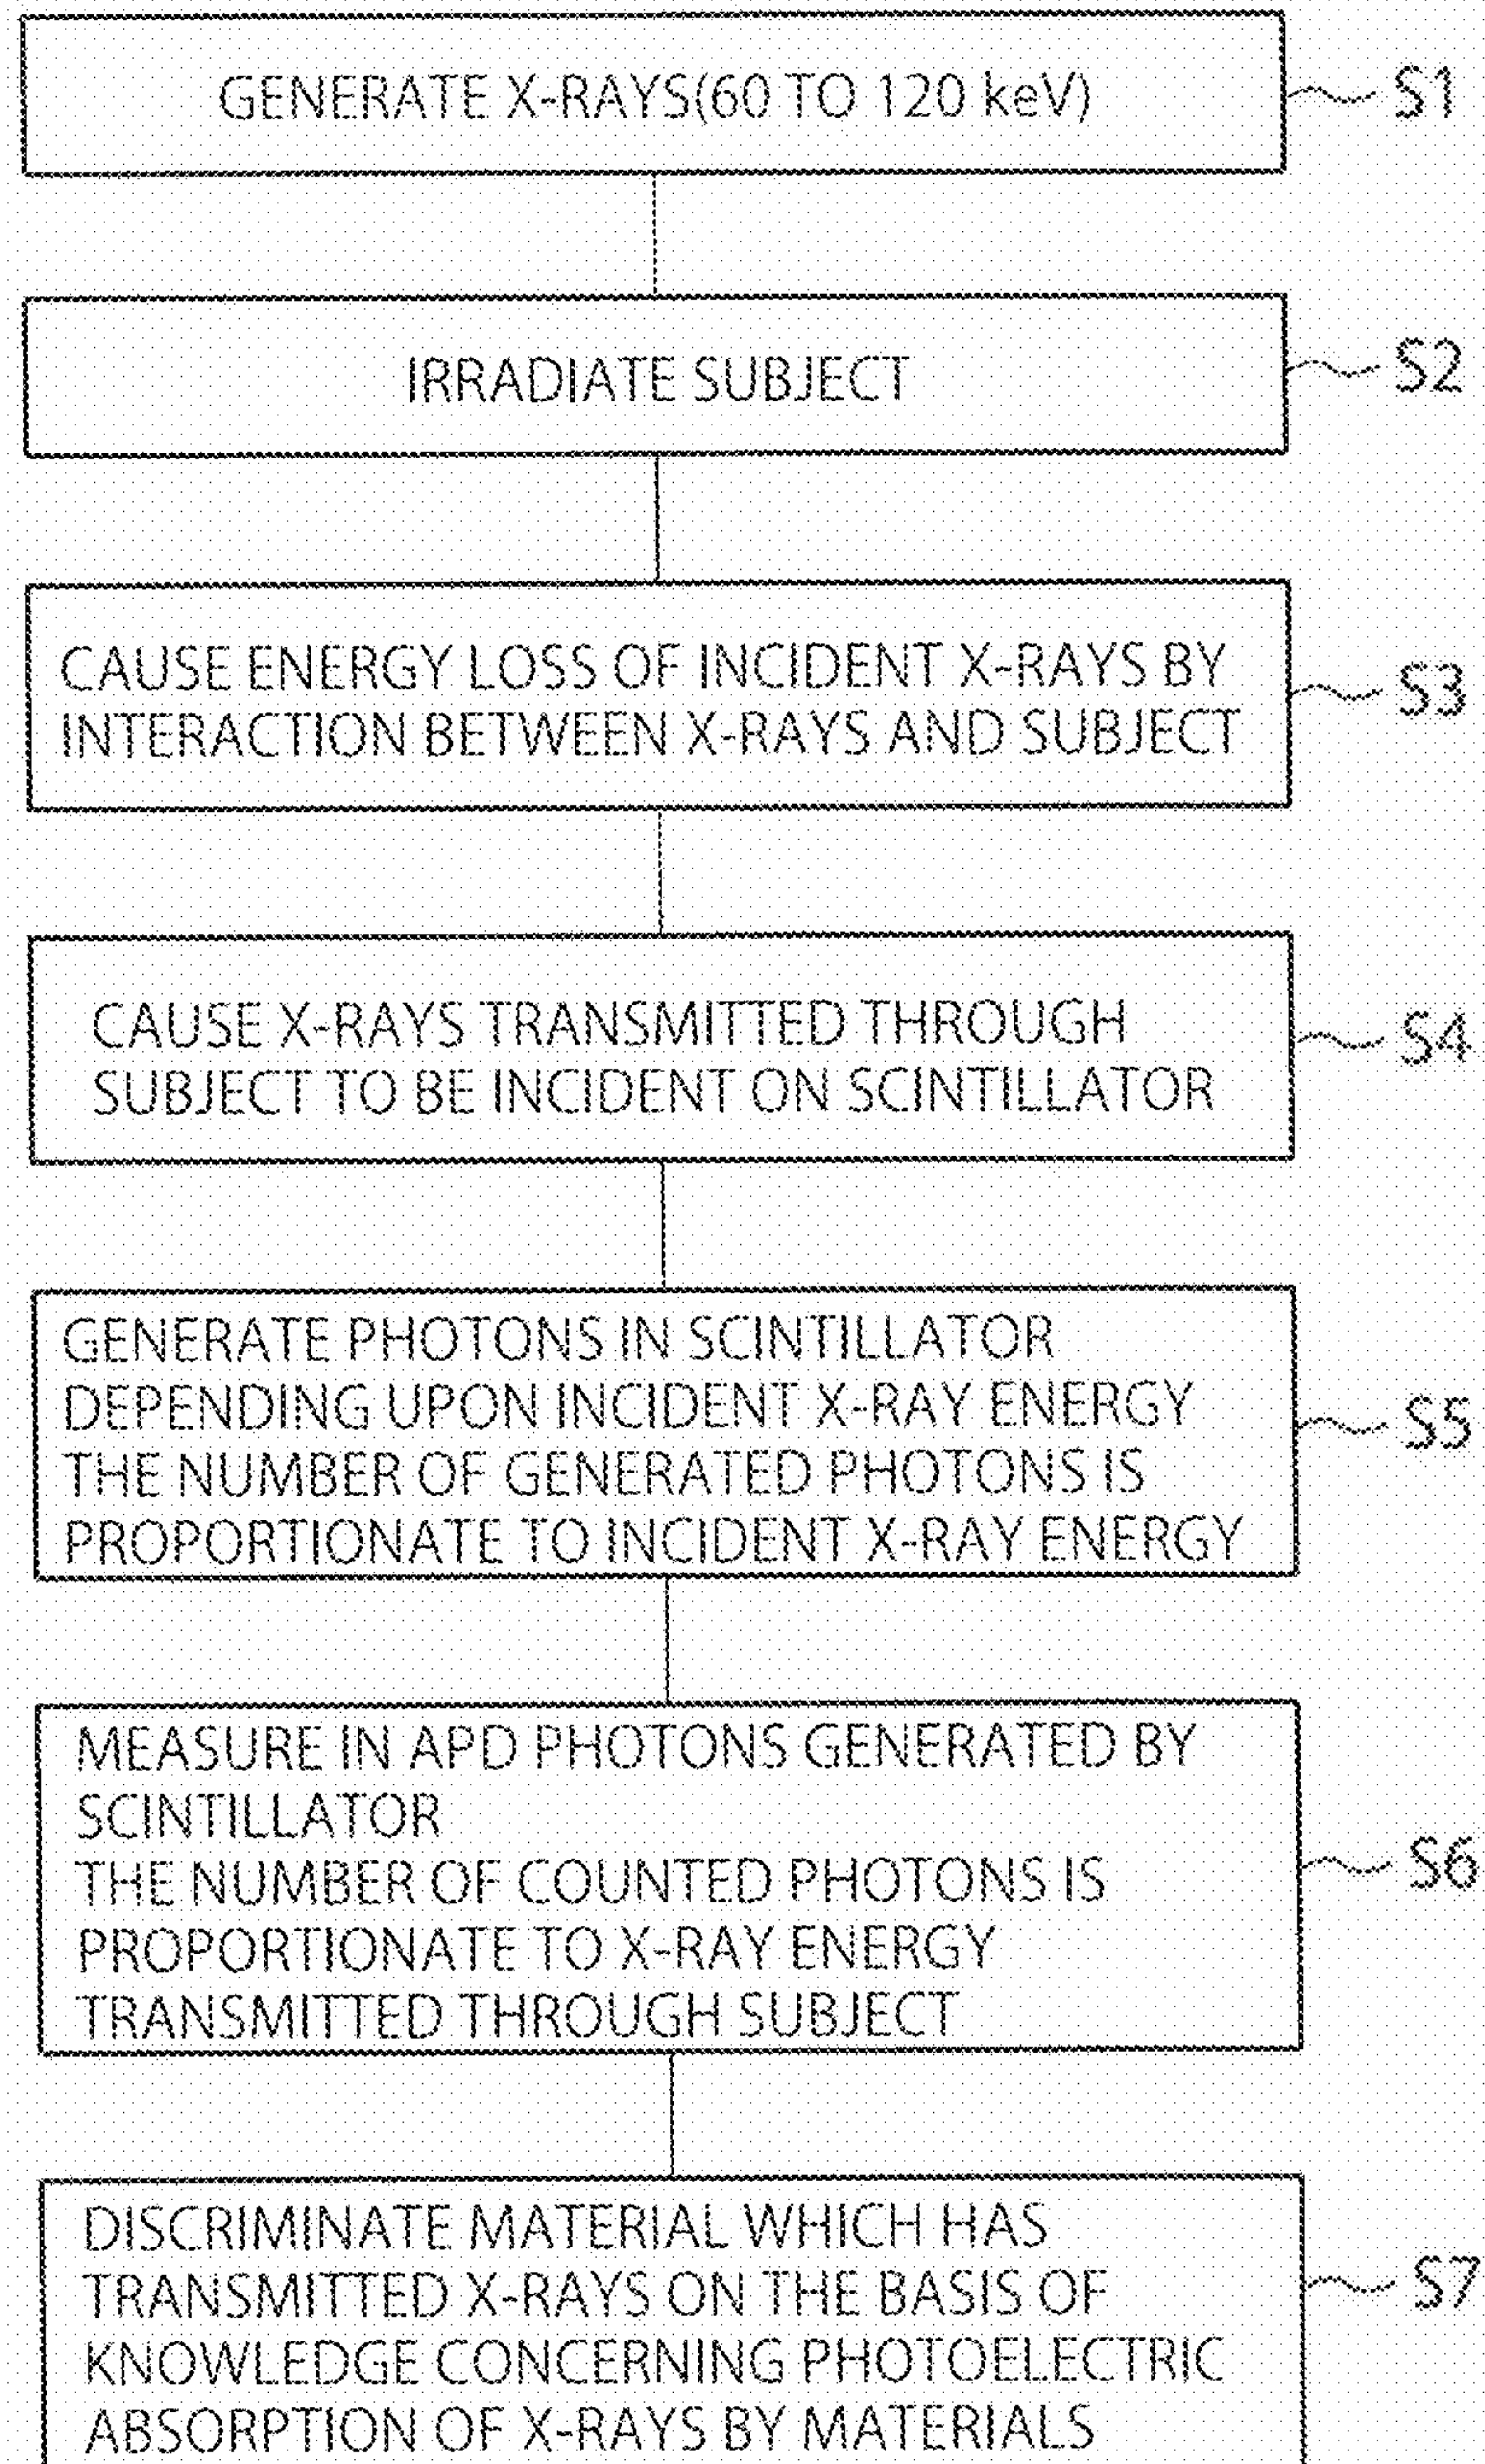 GENERATE X-RAYS(60 TO 120 keV)
S1
IRRADIATE SUBJECT
S2
CAUSE ENERGY LOSS OF INCIDENT X-RAYS BY
INTERACTION BETWEEN X-RAYS AND SUBJECT
S3
CAUSE X-RAYS TRANSMITTED THROUGH
SUBJECT TO BE INCIDENT ON SCINTILLATOR
S4
GENERATE PHOTONS IN SCINTILLATOR
DEPENDING UPON INCIDENT X-RAY ENERGY
THE NUMBER OF GENERATED PHOTONS IS
PROPORTIONATE TO INCIDENT X-RAY ENERGY
S5
MEASURE IN APD PHOTONS GENERATED BY
SCINTILLATOR
THE NUMBER OF COUNTED PHOTONS IS
PROPORTIONATE TO X-RAY ENERGY
TRANSMITTED THROUGH SUBJECT
S6
DISCRIMINATE MATERIAL WHICH HAS
TRANSMITTED X-RAYS ON THE BASIS OF
KNOWLEDGE CONCERNING PHOTOELECTRIC
ABSORPTION OF X-RAYS BY MATERIALS
S7